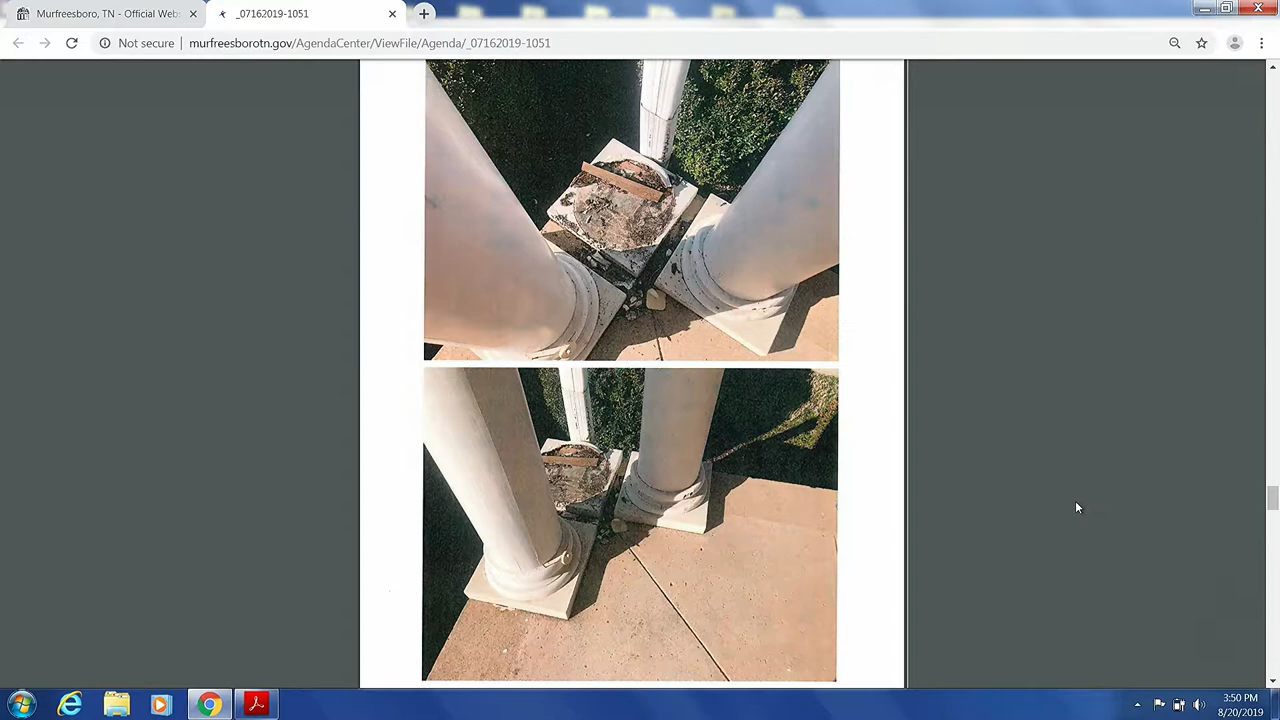 Murfreesboro, TN - Official Web
_07162019-1051
Not secure
murfreesborotn.gov/AgendaCenter/ViewFile/Agenda/_07162019-1051
3:50 PM
8/20/2019